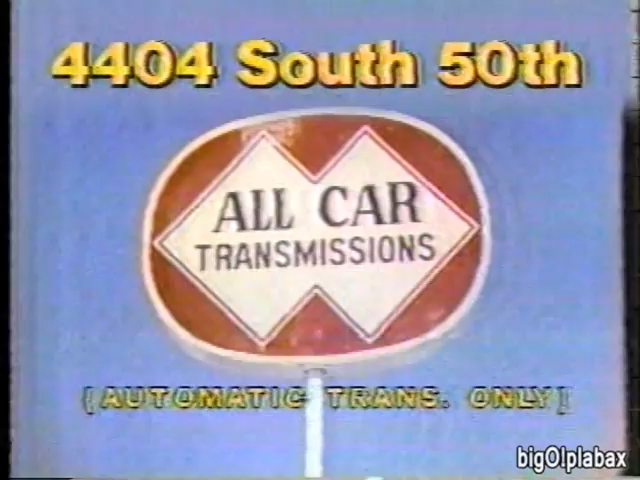 4404 South 50th
ALL CAR
TRANSMISSIONS
[AUTOMATIC TRANS. ONLY]
bigO!plabax